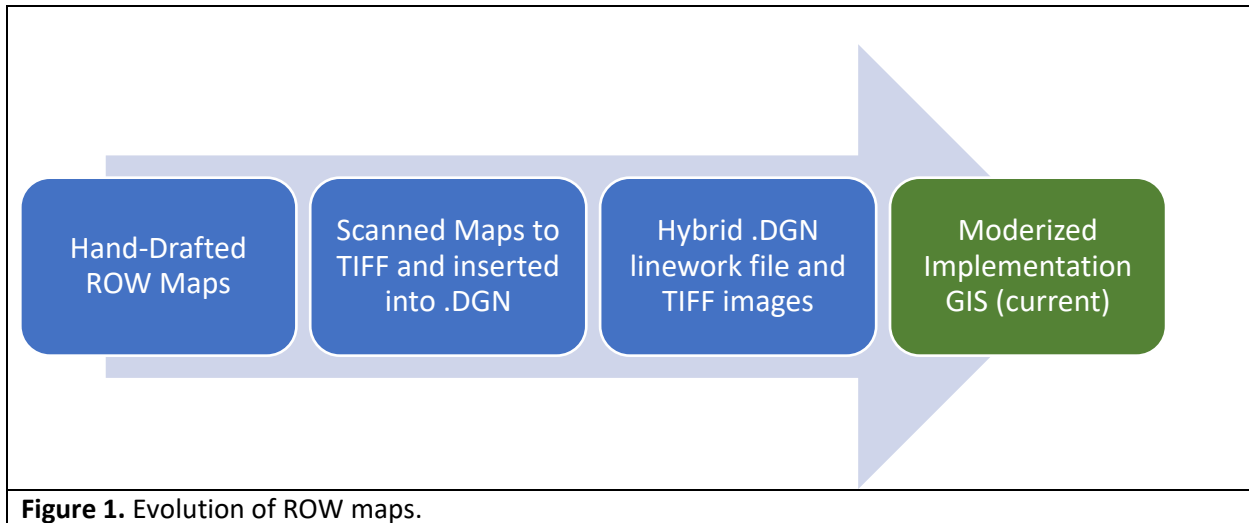 Hand-Drafted
ROW Maps
Scanned Maps to
TIFF and inserted
into .DGN
Hybrid .DGN
linework file and
TIFF images
Moderized
Implementation
GIS (current)
Figure 1. Evolution of ROW maps.